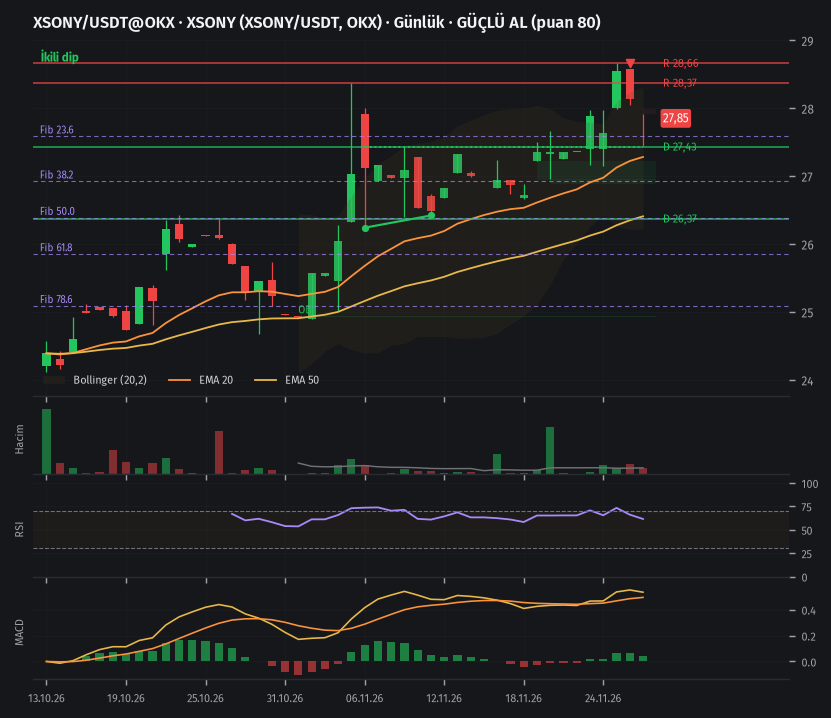 XSONY/USDT@OKX · XSONY (XSONY/USDT, OKX) · Günlük · GÜÇLÜ AL (puan 80)
29
İkili dip
R 28,66
R 28,37
28
27,85
Fib 23.6
D 27,43
27
Fib 38.2
Fib 50.0
D 26,37
26
Fib 61.8
Fib 78.6
25
24
Bollinger (20,2)
EMA 20
EMA 50
Hacim
100
75
50
25
0
RSI
0.4
0.2
0.0
MACD
13.10.26
19.10.26
25.10.26
31.10.26
06.11.26
12.11.26
18.11.26
24.11.26